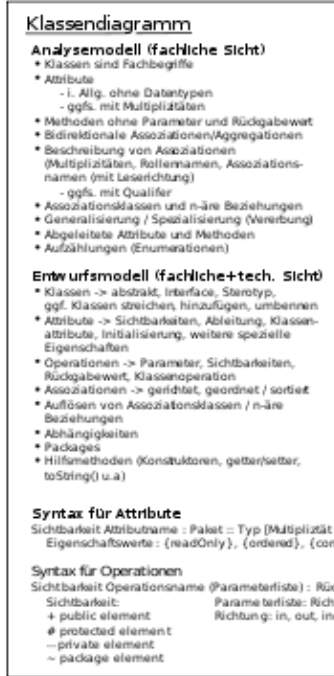 Klassendiagramm
Analysemodell (fachliche Sicht)
* Klassen sind Fachbegriffe
* Attribute
- i. Allg. ohne Datentypen
- ggfs. mit Multiplizitäten
* Methoden ohne Parameter und Rückgabewert
* Bidirektionale Assoziationen/Aggregationen
* Beschreibung von Assoziationen
(Multiplizitäten, Rollennamen, Assoziations-
namen (mit Leserichtung)
- ggfs. mit Qualifer
* Assoziationsklassen und n-äre Beziehungen
* Generalisierung / Spezialisierung (Vererbung)
* Abgeleitete Attribute und Methoden
* Aufzählungen (Enumerationen)
Entwurfsmodell (fachliche+tech. Sicht)
* Klassen -> abstrakt, Interface, Sterotyp,
ggf. Klassen streichen, hinzufügen, umbennen
* Attribute -> Sichtbarkeiten, Ableitung, Klassen-
attribute, Initialisierung, weitere spezielle
Eigenschaften
* Operationen -> Parameter, Sichtbarkeiten,
Rückgabewert, Klassenoperation
* Assoziationen -> gerichtet, geordnet / sortiert
* Auflösen von Assoziationsklassen / n-äre
Beziehungen
* Abhängigkeiten
* Packages
* Hilfsmethoden (Konstruktoren, getter/setter,
toString() u.a)
Syntax für Attribute
Sichtbarkeit Attributname : Paket :: Typ [Multiplizität
Eigenschaftswerte : {readOnly}, {ordered}, {con
Syntax für Operationen
Sichtbarkeit Operationsname (Parameterliste) : Rüc
Sichtbarkeit: Parameterliste: Rich
+ public element Richtung: in, out, in
# protected element
—private element
~ package element